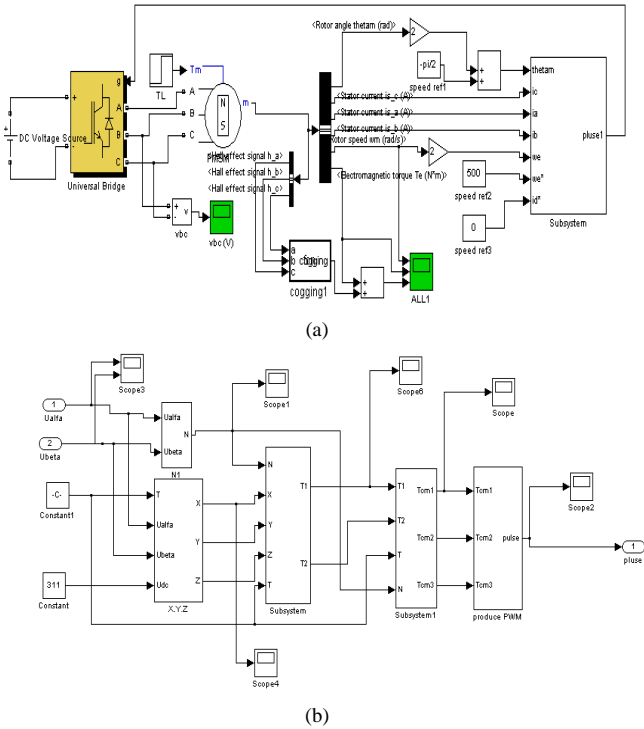 <Rotor angle thetam (rad)>
2
-pi/2
speed ref1
+
+
thetam
ic
ia
ib
we
we*
id*
pluse1
Subsystem
<Stator current is_c (A)>
<Stator current is_a (A)>
<Stator current is_b (A)>
<Rotor speed wm (rad/s)>
2
<Electromagnetic torque Te (N*m)>
500
speed ref2
0
speed ref3
g
+
A
B
-
C
Universal Bridge
+
-
DC Voltage Source
TL
Tm
A
B
C
N
S
m
PMSM
<Hall effect signal h_a>
<Hall effect signal h_b>
<Hall effect signal h_c>
+
-
v
vbc
vbc (V)
a
b
c
cogging
cogging1
+
+
ALL1
(a)
1
Ualfa
2
Ubeta
Scope3
Ualfa
Ubeta
N
N1
Scope1
Scope6
Scope
-C-
Constant1
311
Constant
T
Ualfa
Ubeta
Udc
X
Y
Z
X.Y.Z
N
X
Y
Z
T
T1
T2
Subsystem
T1
T2
T
N
Tcm1
Tcm2
Tcm3
Subsystem1
Tcm1
Tcm2
Tcm3
pulse
produce PWM
Scope2
1
pluse
Scope4
(b)